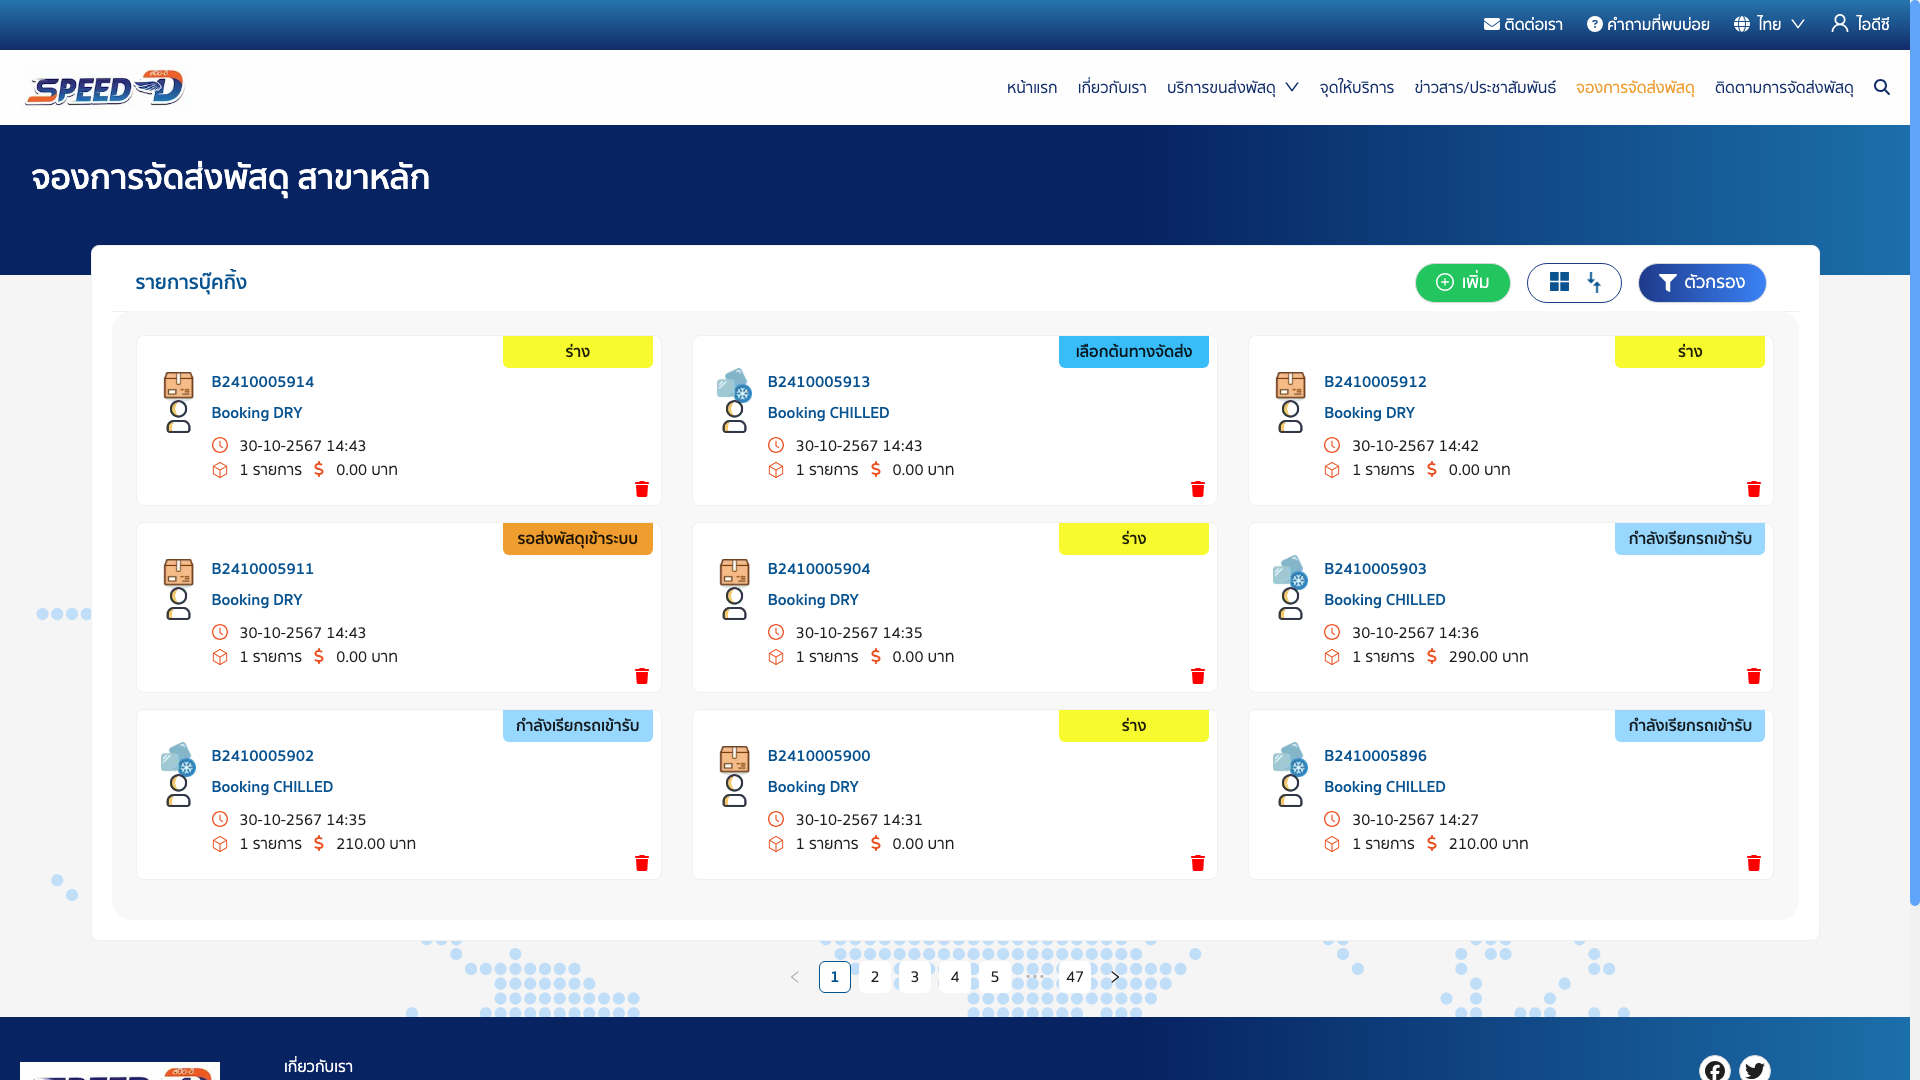 ติดต่อเรา คำถามที่พบบ่อย ไทย ไอดีซี
SPEED-D หน้าแรก เกี่ยวกับเรา บริการขนส่งพัสดุ จุดให้บริการ ข่าวสาร/ประชาสัมพันธ์ จองการจัดส่งพัสดุ ติดตามการจัดส่งพัสดุ
จองการจัดส่งพัสดุ สาขาหลัก
รายการบุ๊คกิ้ง เพิ่ม ตัวกรอง
ร่าง
B2410005914
Booking DRY
30-10-2567 14:43
1 รายการ $ 0.00 บาท
เลือกต้นทางจัดส่ง
B2410005913
Booking CHILLED
30-10-2567 14:43
1 รายการ $ 0.00 บาท
ร่าง
B2410005912
Booking DRY
30-10-2567 14:42
1 รายการ $ 0.00 บาท
รอส่งพัสดุเข้าระบบ
B2410005911
Booking DRY
30-10-2567 14:43
1 รายการ $ 0.00 บาท
ร่าง
B2410005904
Booking DRY
30-10-2567 14:35
1 รายการ $ 0.00 บาท
กำลังเรียกรถเข้ารับ
B2410005903
Booking CHILLED
30-10-2567 14:36
1 รายการ $ 290.00 บาท
กำลังเรียกรถเข้ารับ
B2410005902
Booking CHILLED
30-10-2567 14:35
1 รายการ $ 210.00 บาท
ร่าง
B2410005900
Booking DRY
30-10-2567 14:31
1 รายการ $ 0.00 บาท
กำลังเรียกรถเข้ารับ
B2410005896
Booking CHILLED
30-10-2567 14:27
1 รายการ $ 210.00 บาท
1 2 3 4 5 ••• 47
เกี่ยวกับเรา